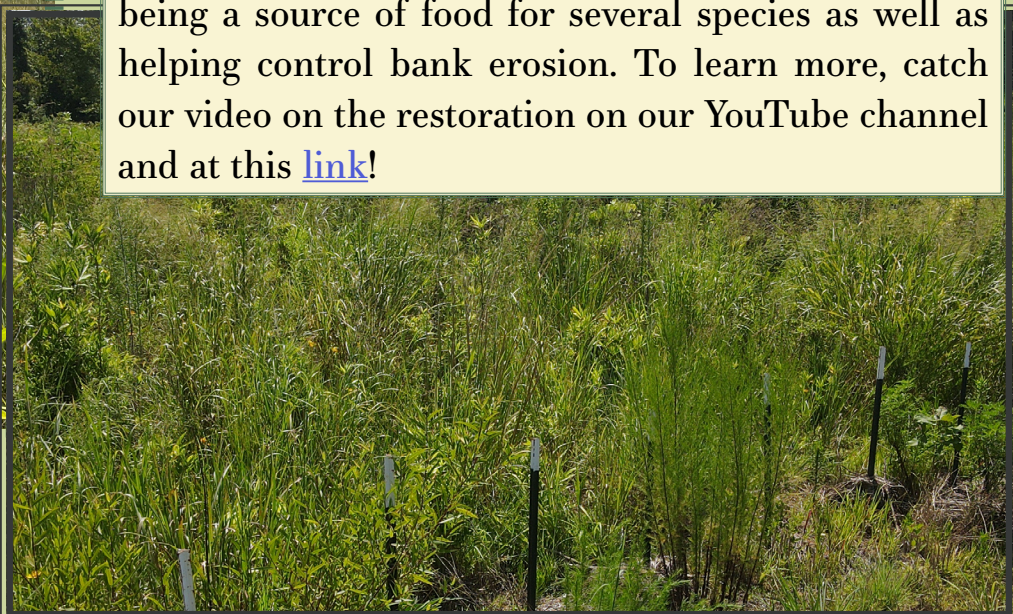 being a source of food for several species as well as
helping control bank erosion. To learn more, catch
our video on the restoration on our YouTube channel
and at this link!